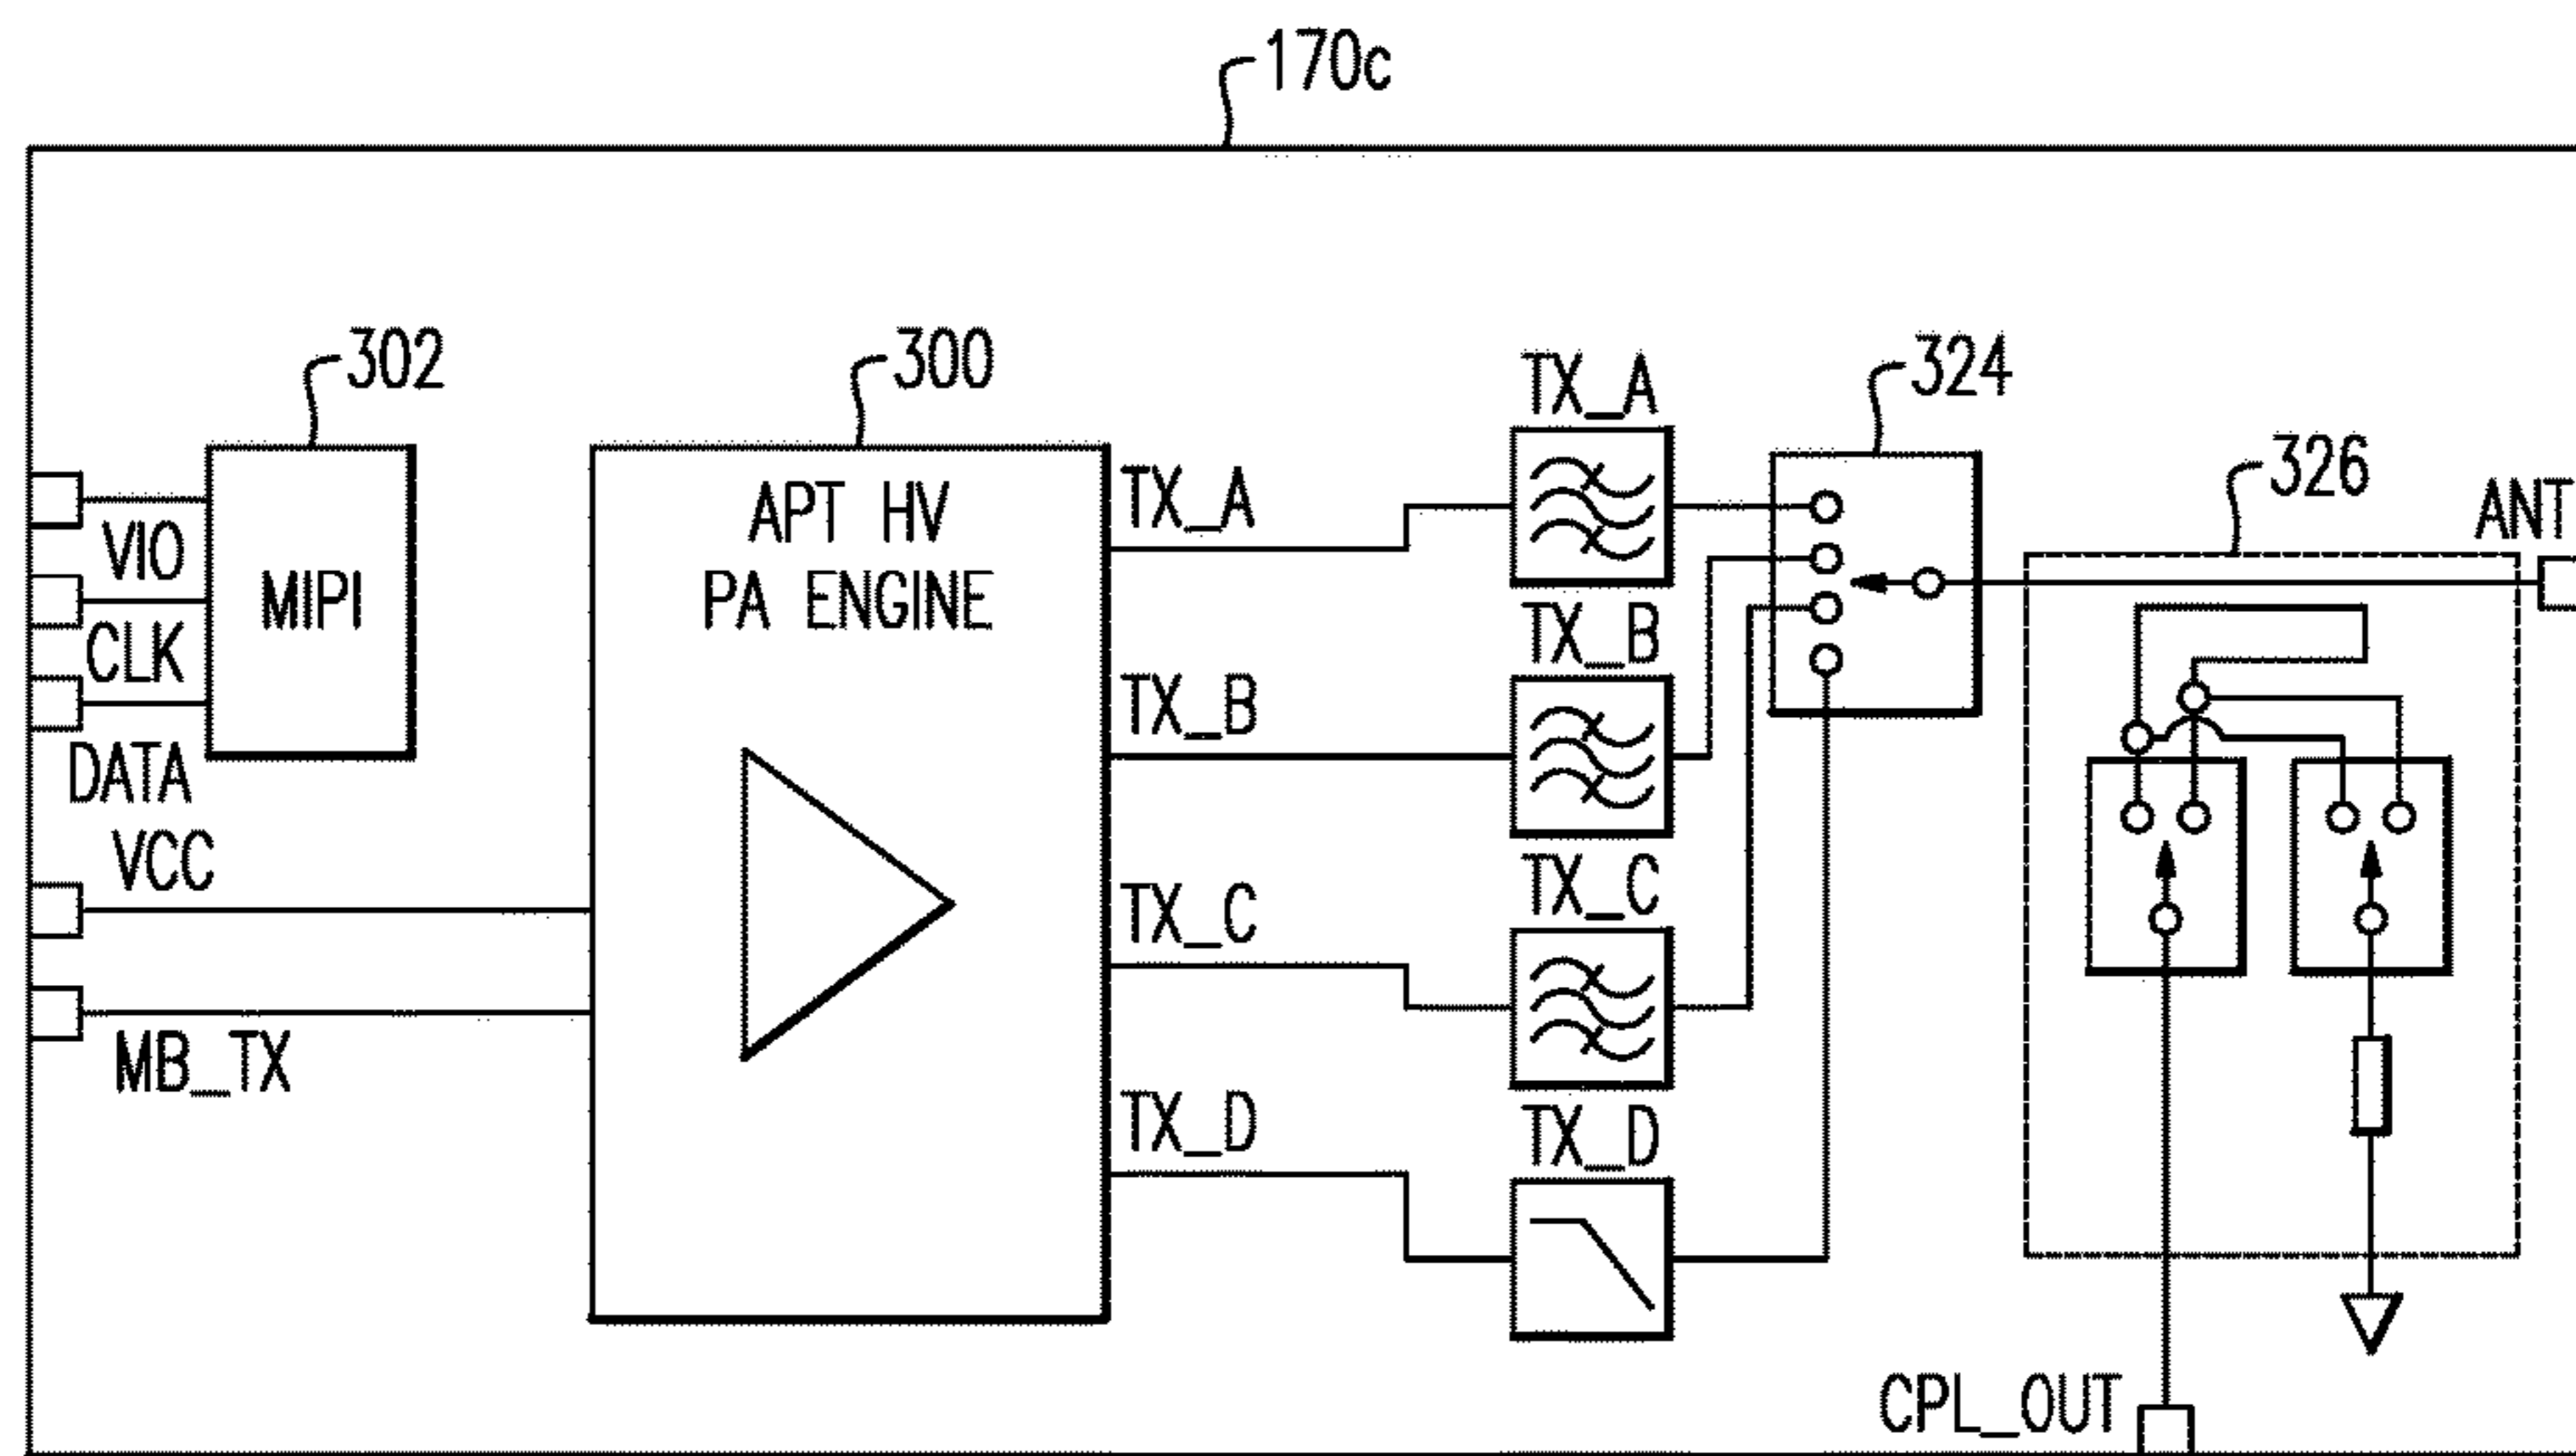 170c
302
300
324
326
VIO
CLK
DATA
MIPI
VCC
MB_TX
APT HV
PA ENGINE
TX_A
TX_B
TX_C
TX_D
TX_A
TX_B
TX_C
TX_D
ANT
CPL_OUT